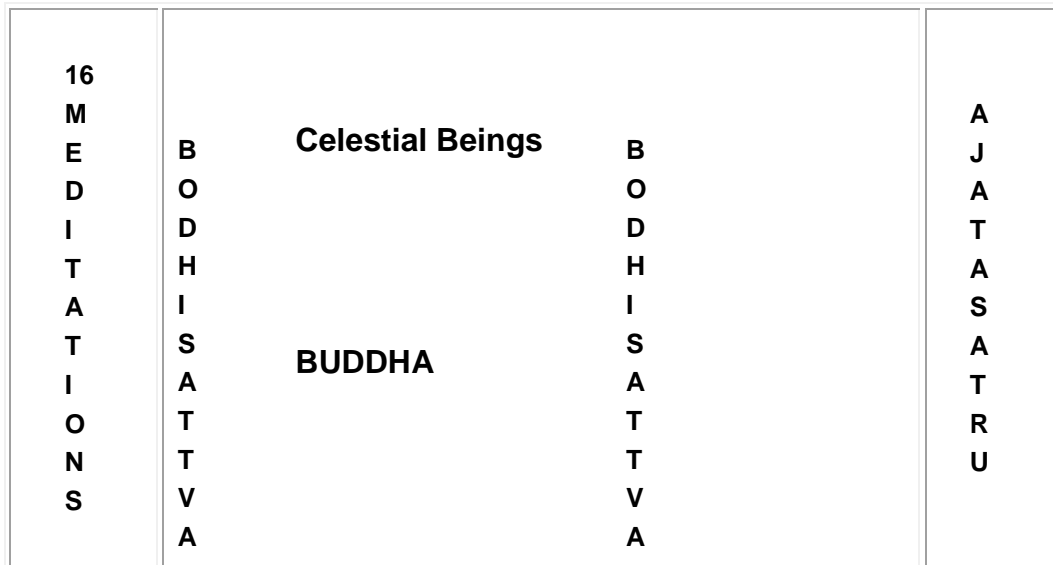 16
MEDITATIONS
BODHISATTVA
Celestial Beings
BUDDHA
BODHISATTVA
AJATASATRU